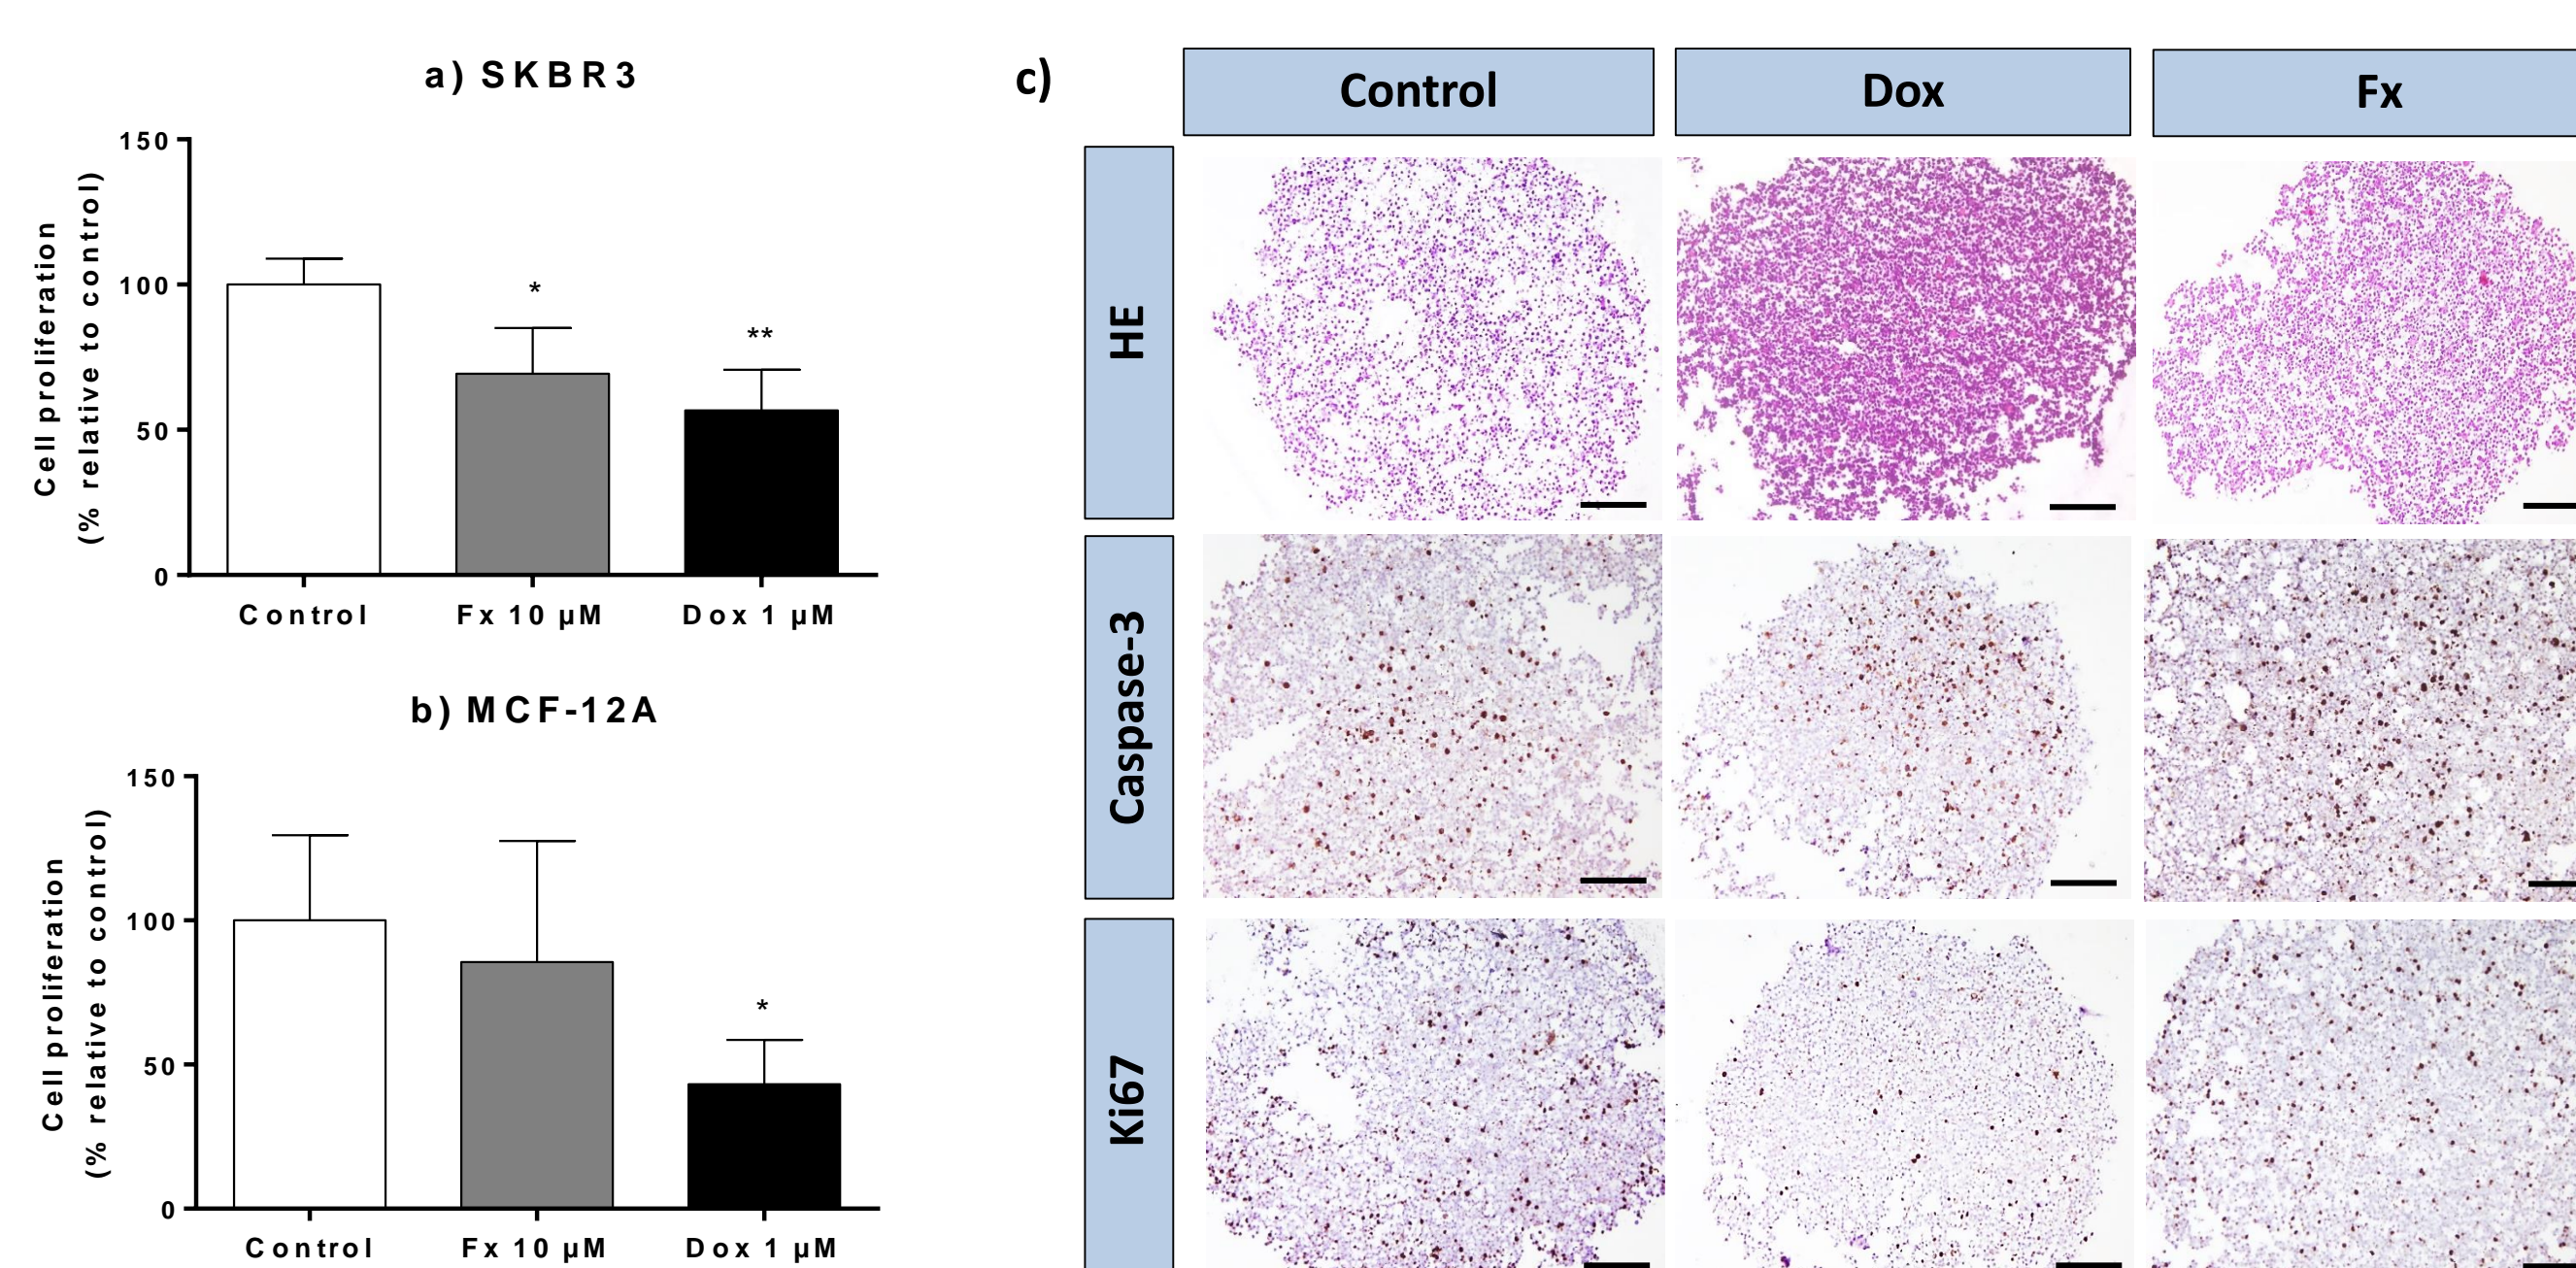 a) SKBR3
150
100
50
0
Cell proliferation
(% relative to control)
*
**
Control
Fx 10 µM
Dox 1 µM
b) MCF-12A
150
100
50
0
Cell proliferation
(% relative to control)
*
Control
Fx 10 µM
Dox 1 µM
c)
Control
Dox
Fx
HE
Caspase-3
Ki67